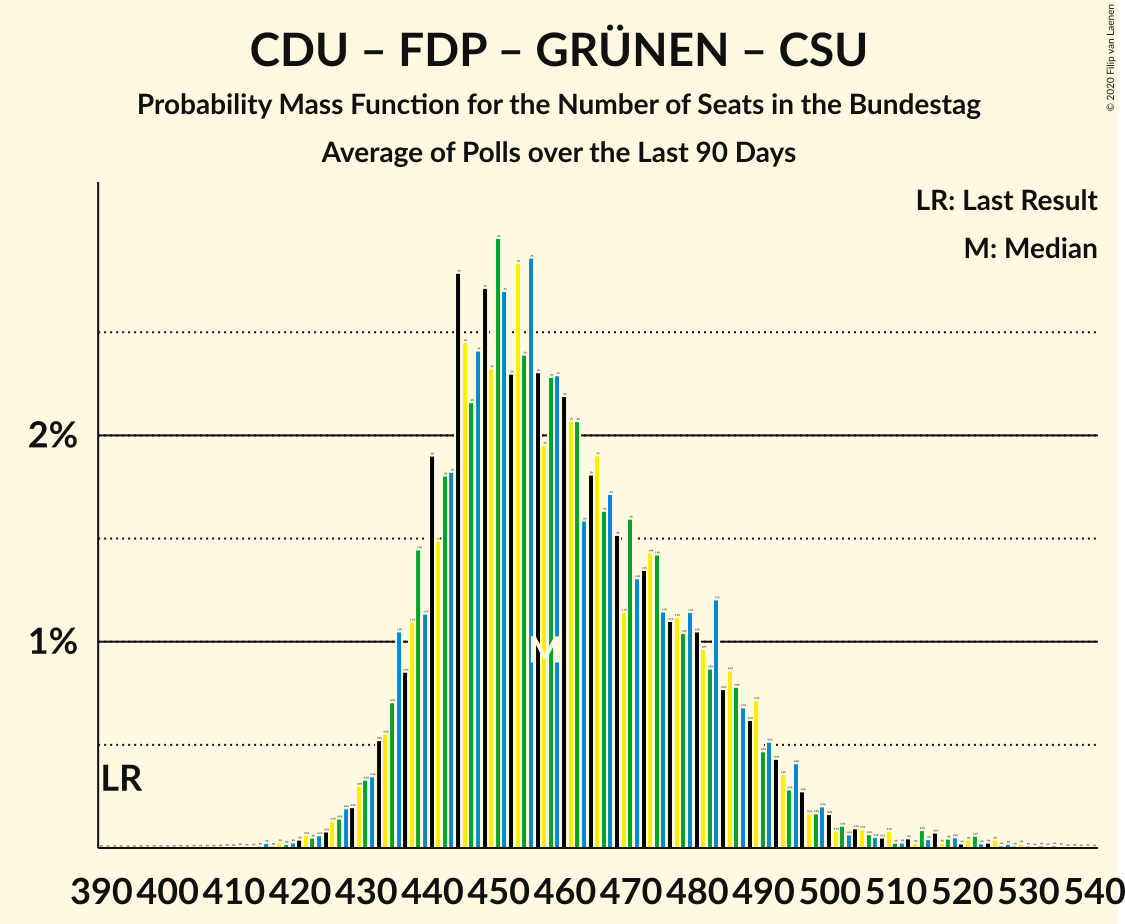 CDU – FDP – GRÜNEN – CSU
Probability Mass Function for the Number of Seats in the Bundestag
Average of Polls over the Last 90 Days
© 2020 Filip van Laenen
LR: Last Result
M: Median
2%
1%
M
LR
390 400 410 420 430 440 450 460 470 480 490 500 510 520 530 540